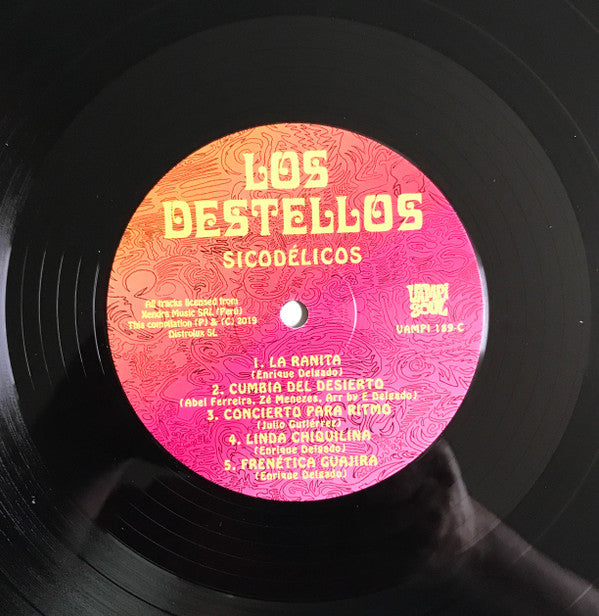 LOS
DESTELLOS
SICODÉLICOS
All tracks licensed from
Xendra Music SRL (Perú)
This compilation (P) & (C) 2019
Distrolux SL
VAMPI
SOUL
VAMPI 189-C
1. LA RANITA
(Enrique Delgado)
2. CUMBIA DEL DESIERTO
(Abel Ferreira, Zé Menezes, Arr by E Delgado)
3. CONCIERTO PARA RITMO
(Julio Gutiérrez)
4. LINDA CHIQUILINA
(Enrique Delgado)
5. FRENÉTICA GUAJIRA
(Enrique Delgado)